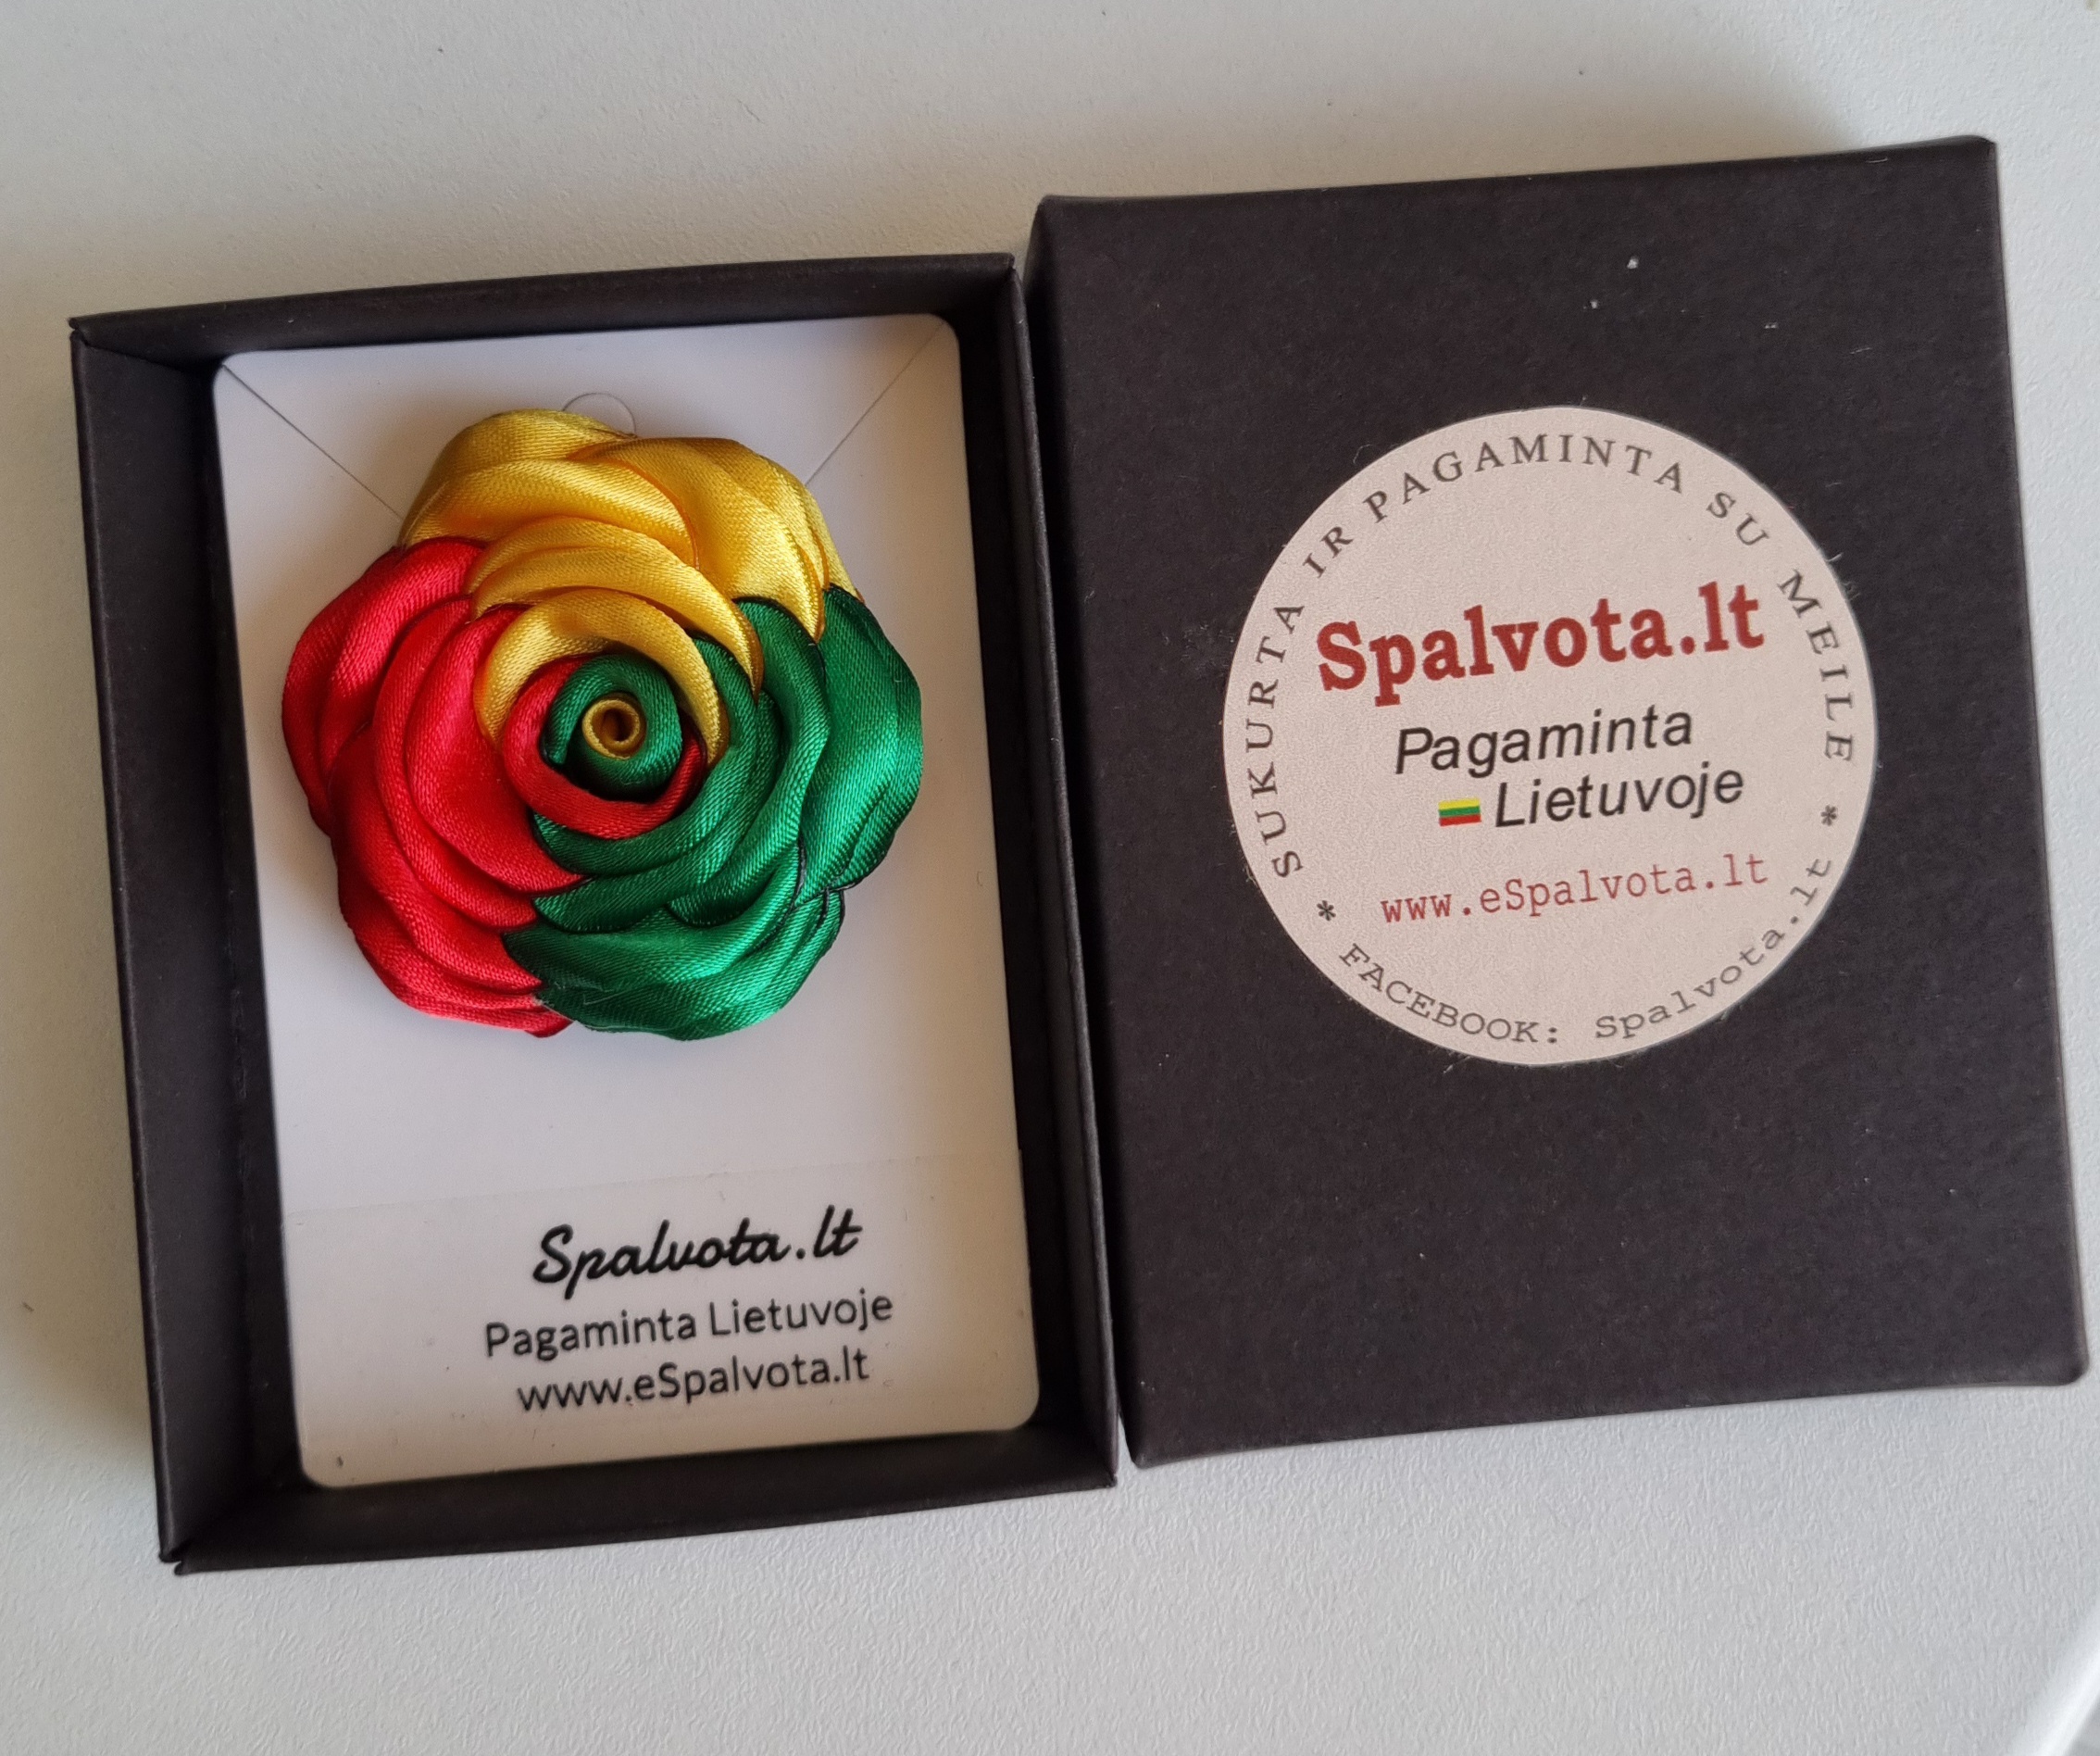 Spalvota.lt
Pagaminta Lietuvoje
www.eSpalvota.lt
SUKURTA IR PAGAMINTA SU MEILE
Spalvota.lt
Pagaminta
Lietuvoje
www.eSpalvota.lt
* FACEBOOK: Spalvota.lt *